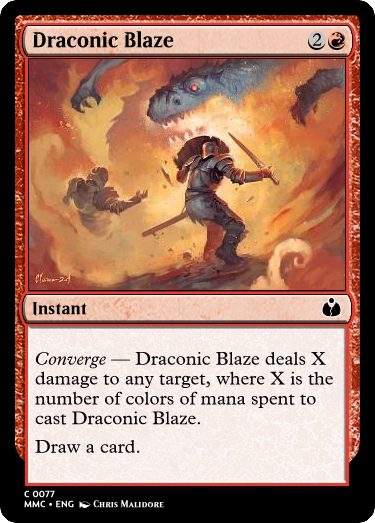 Draconic Blaze 2
Instant
Converge — Draconic Blaze deals X
damage to any target, where X is the
number of colors of mana spent to
cast Draconic Blaze.
Draw a card.
C 0077
MMC • ENG Chris Malidore